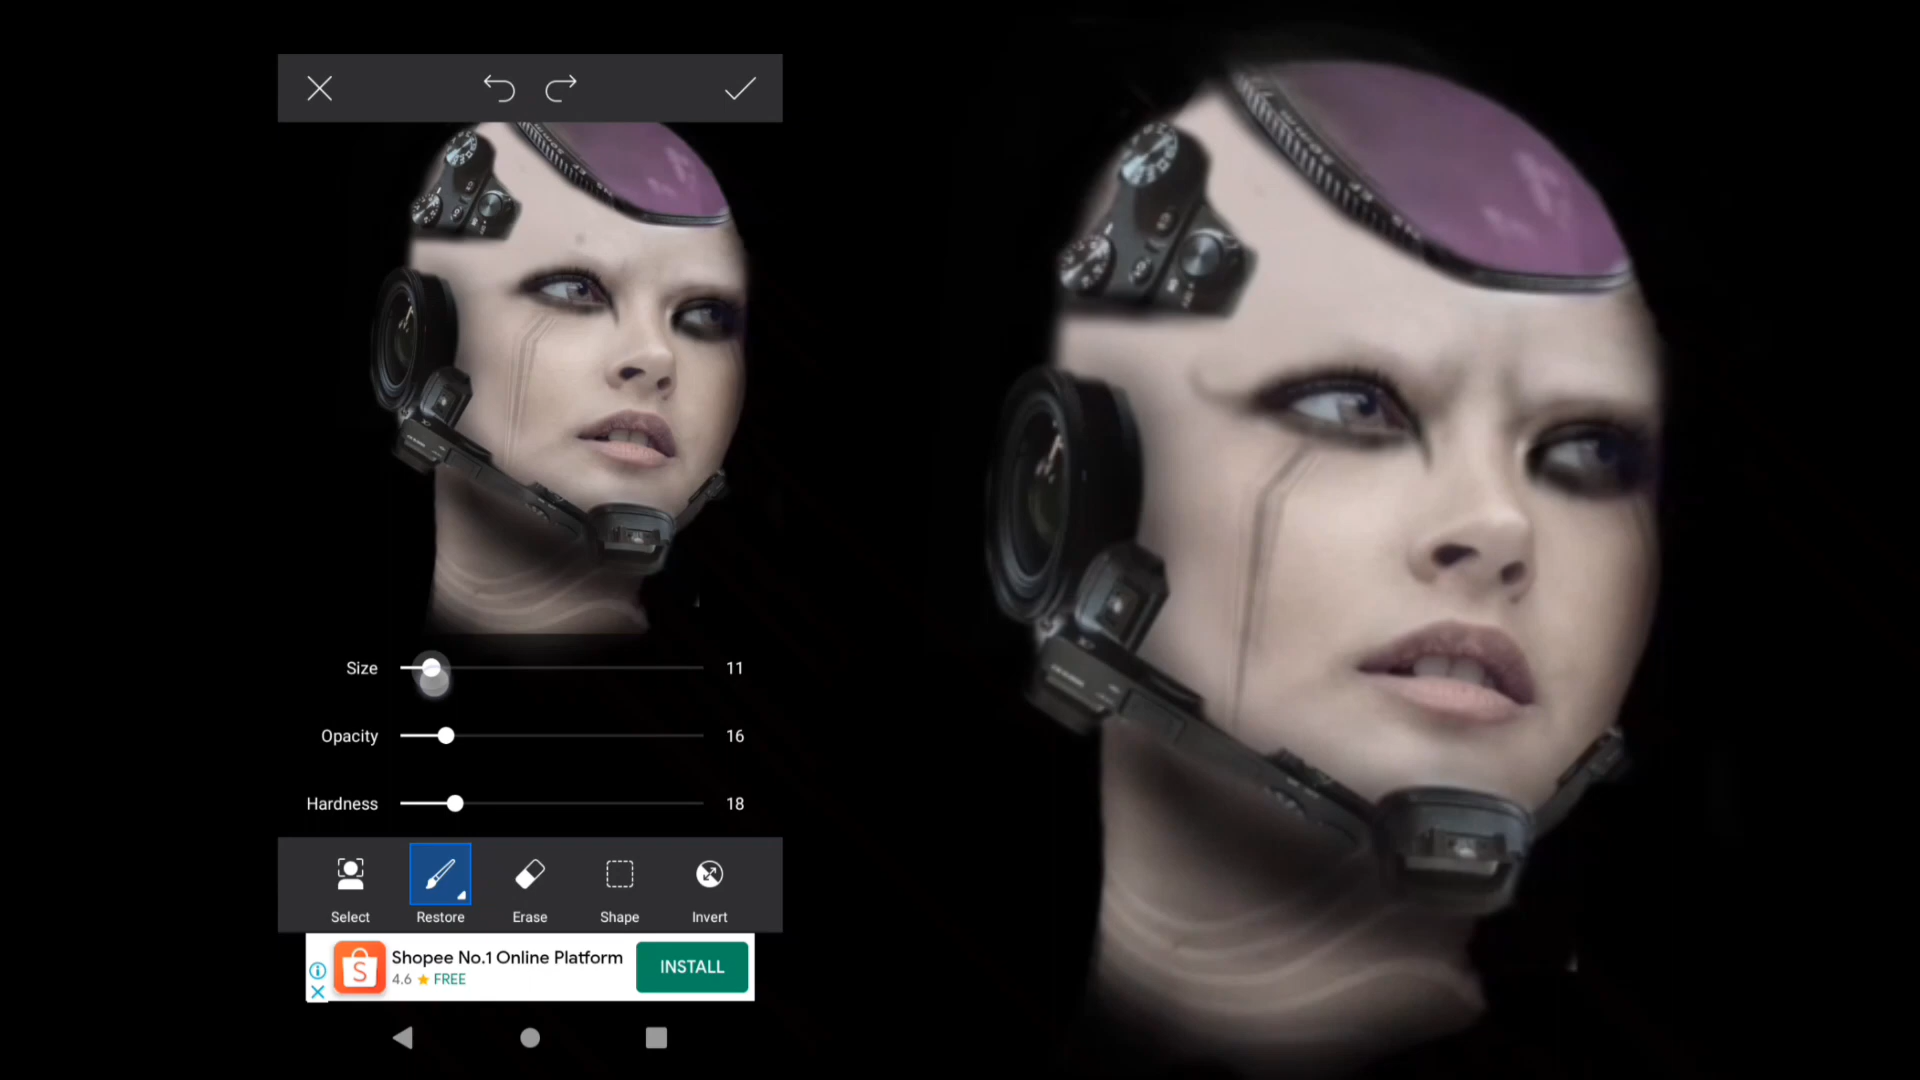 Size 11
Opacity 16
Hardness 18
Select Restore Erase Shape Invert
Shopee No.1 Online Platform
4.6 ★ FREE
INSTALL